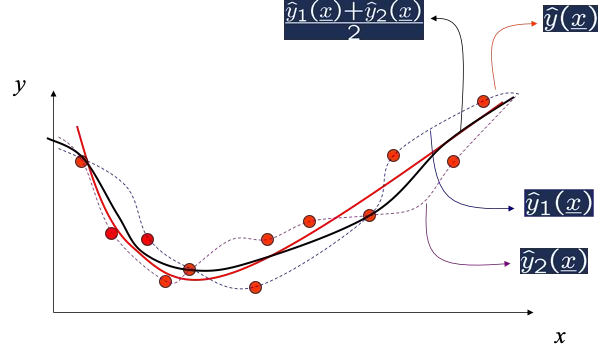 (ŷ₁(x̲)+ŷ₂(x̲))/2
ŷ(x̲)
y
ŷ₁(x̲)
ŷ₂(x̲)
x